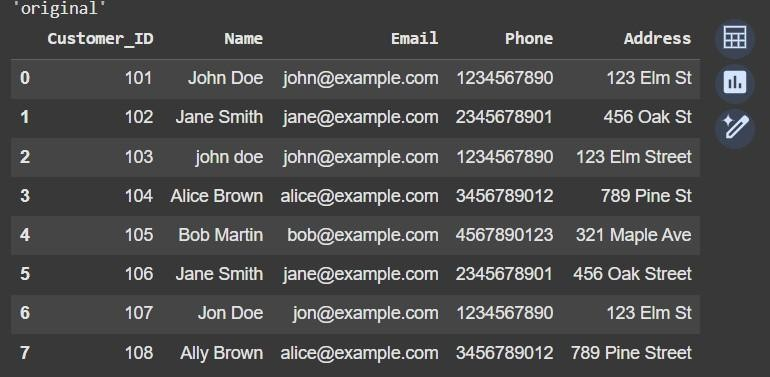 'original'
Customer_ID Name Email Phone Address
0 101 John Doe john@example.com 1234567890 123 Elm St
1 102 Jane Smith jane@example.com 2345678901 456 Oak St
2 103 john doe john@example.com 1234567890 123 Elm Street
3 104 Alice Brown alice@example.com 3456789012 789 Pine St
4 105 Bob Martin bob@example.com 4567890123 321 Maple Ave
5 106 Jane Smith jane@example.com 2345678901 456 Oak Street
6 107 Jon Doe jon@example.com 1234567890 123 Elm St
7 108 Ally Brown alice@example.com 3456789012 789 Pine Street